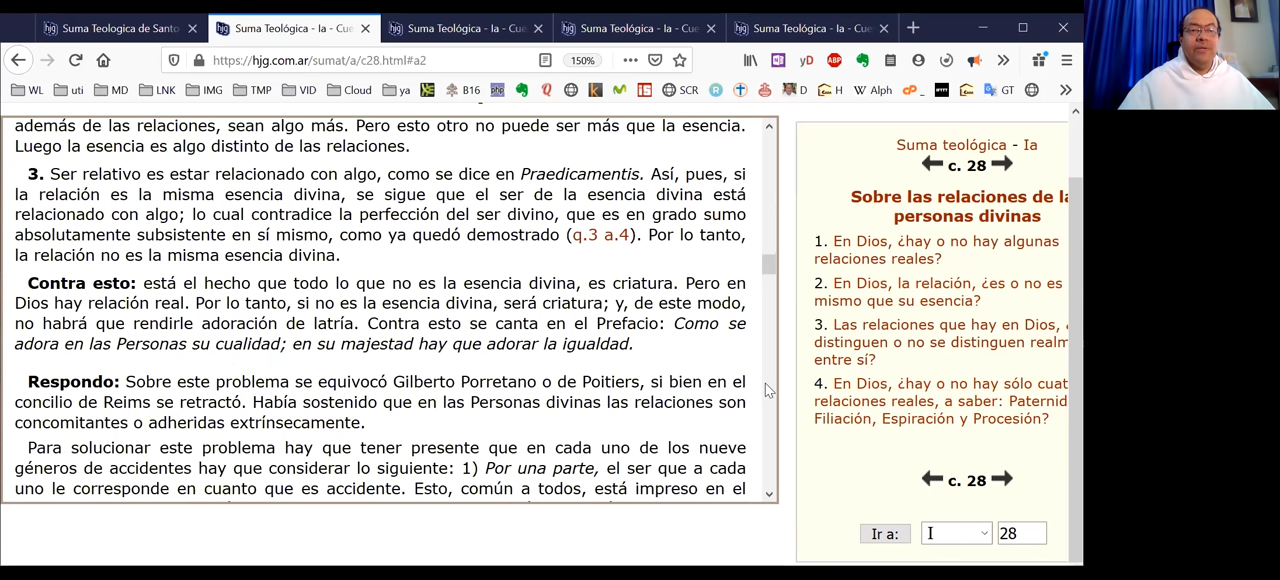 Suma Teológica de Santo
Suma Teológica - Ia - Cue
Suma Teológica - Ia - Cue
Suma Teológica - Ia - Cue
Suma Teológica - Ia - Cue
https://hjg.com.ar/sumat/a/c28.html#a2
150%
WL
uti
MD
LNK
IMG
TMP
VID
Cloud
ya
B16
php
SCR
D
H
W Alph
GT
además de las relaciones, sean algo más. Pero esto otro no puede ser más que la esencia.
Luego la esencia es algo distinto de las relaciones.
3. Ser relativo es estar relacionado con algo, como se dice en Praedicamentis. Así, pues, si
la relación es la misma esencia divina, se sigue que el ser de la esencia divina está
relacionado con algo; lo cual contradice la perfección del ser divino, que es en grado sumo
absolutamente subsistente en sí mismo, como ya quedó demostrado (q.3 a.4). Por lo tanto,
la relación no es la misma esencia divina.
Contra esto: está el hecho que todo lo que no es la esencia divina, es criatura. Pero en
Dios hay relación real. Por lo tanto, si no es la esencia divina, será criatura; y, de este modo,
no habrá que rendirle adoración de latría. Contra esto se canta en el Prefacio: Como se
adora en las Personas su cualidad; en su majestad hay que adorar la igualdad.
Respondo: Sobre este problema se equivocó Gilberto Porretano o de Poitiers, si bien en el
concilio de Reims se retractó. Había sostenido que en las Personas divinas las relaciones son
concomitantes o adheridas extrínsecamente.
Para solucionar este problema hay que tener presente que en cada uno de los nueve
géneros de accidentes hay que considerar lo siguiente: 1) Por una parte, el ser que a cada
uno le corresponde en cuanto que es accidente. Esto, común a todos, está impreso en el
Suma teológica - Ia
c. 28
Sobre las relaciones de la
personas divinas
1. En Dios, ¿hay o no hay algunas
relaciones reales?
2. En Dios, la relación, ¿es o no es
mismo que su esencia?
3. Las relaciones que hay en Dios, ¿
distinguen o no se distinguen realm
entre sí?
4. En Dios, ¿hay o no hay sólo cuat
relaciones reales, a saber: Paternid
Filiación, Espiración y Procesión?
c. 28
Ir a:
I
28